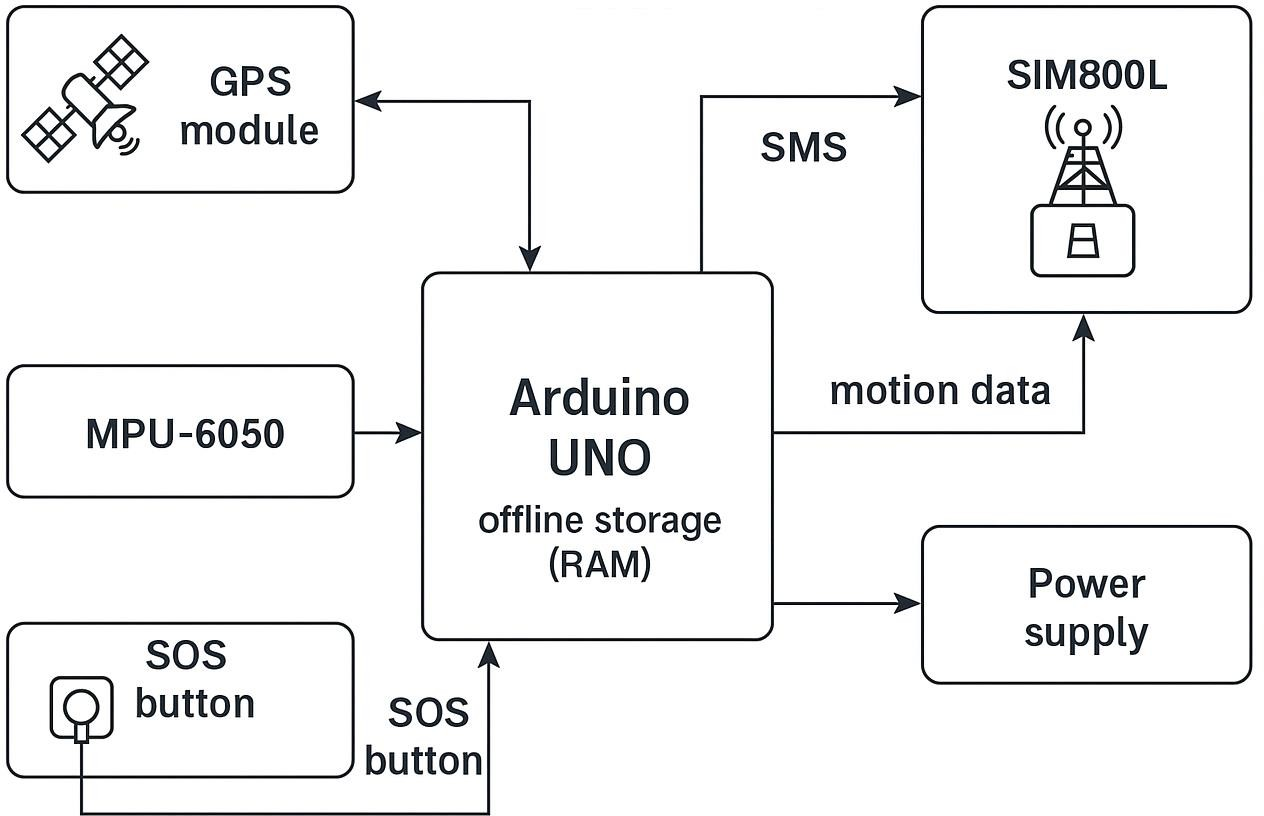 GPS
module
SIM800L
SMS
Arduino
UNO
offline storage
(RAM)
MPU-6050
motion data
Power
supply
SOS
button
SOS
button